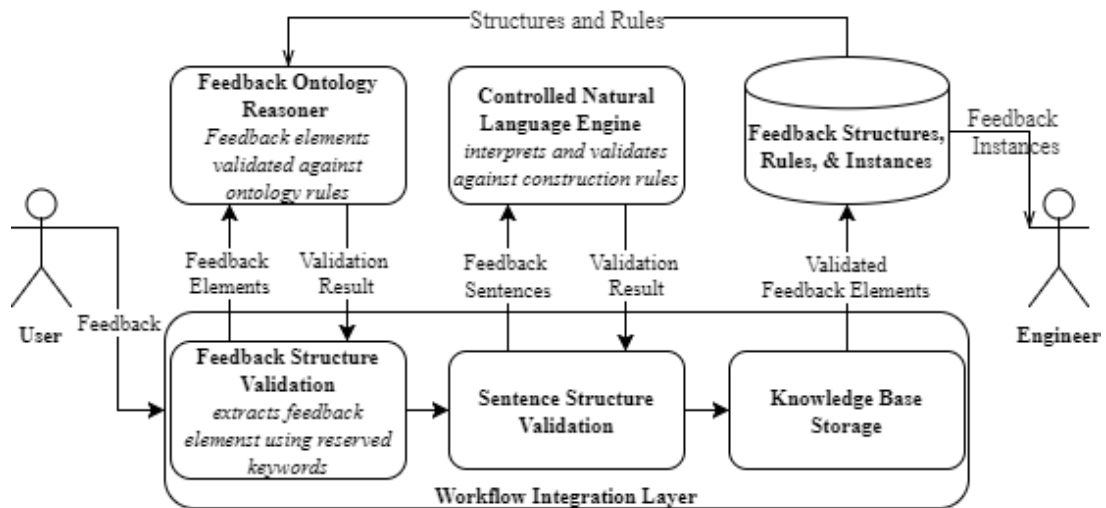 Structures and Rules
Feedback Ontology
Reasoner
Feedback elements
validated against
ontology rules
Controlled Natural
Language Engine
interprets and validates
against construction rules
Feedback Structures,
Rules, & Instances
Feedback
Instances
Feedback
Elements
Validation
Result
Feedback
Sentences
Validation
Result
Validated
Feedback Elements
User
Feedback
Engineer
Feedback Structure
Validation
extracts feedback
elemenst using reserved
keywords
Sentence Structure
Validation
Knowledge Base
Storage
Workflow Integration Layer